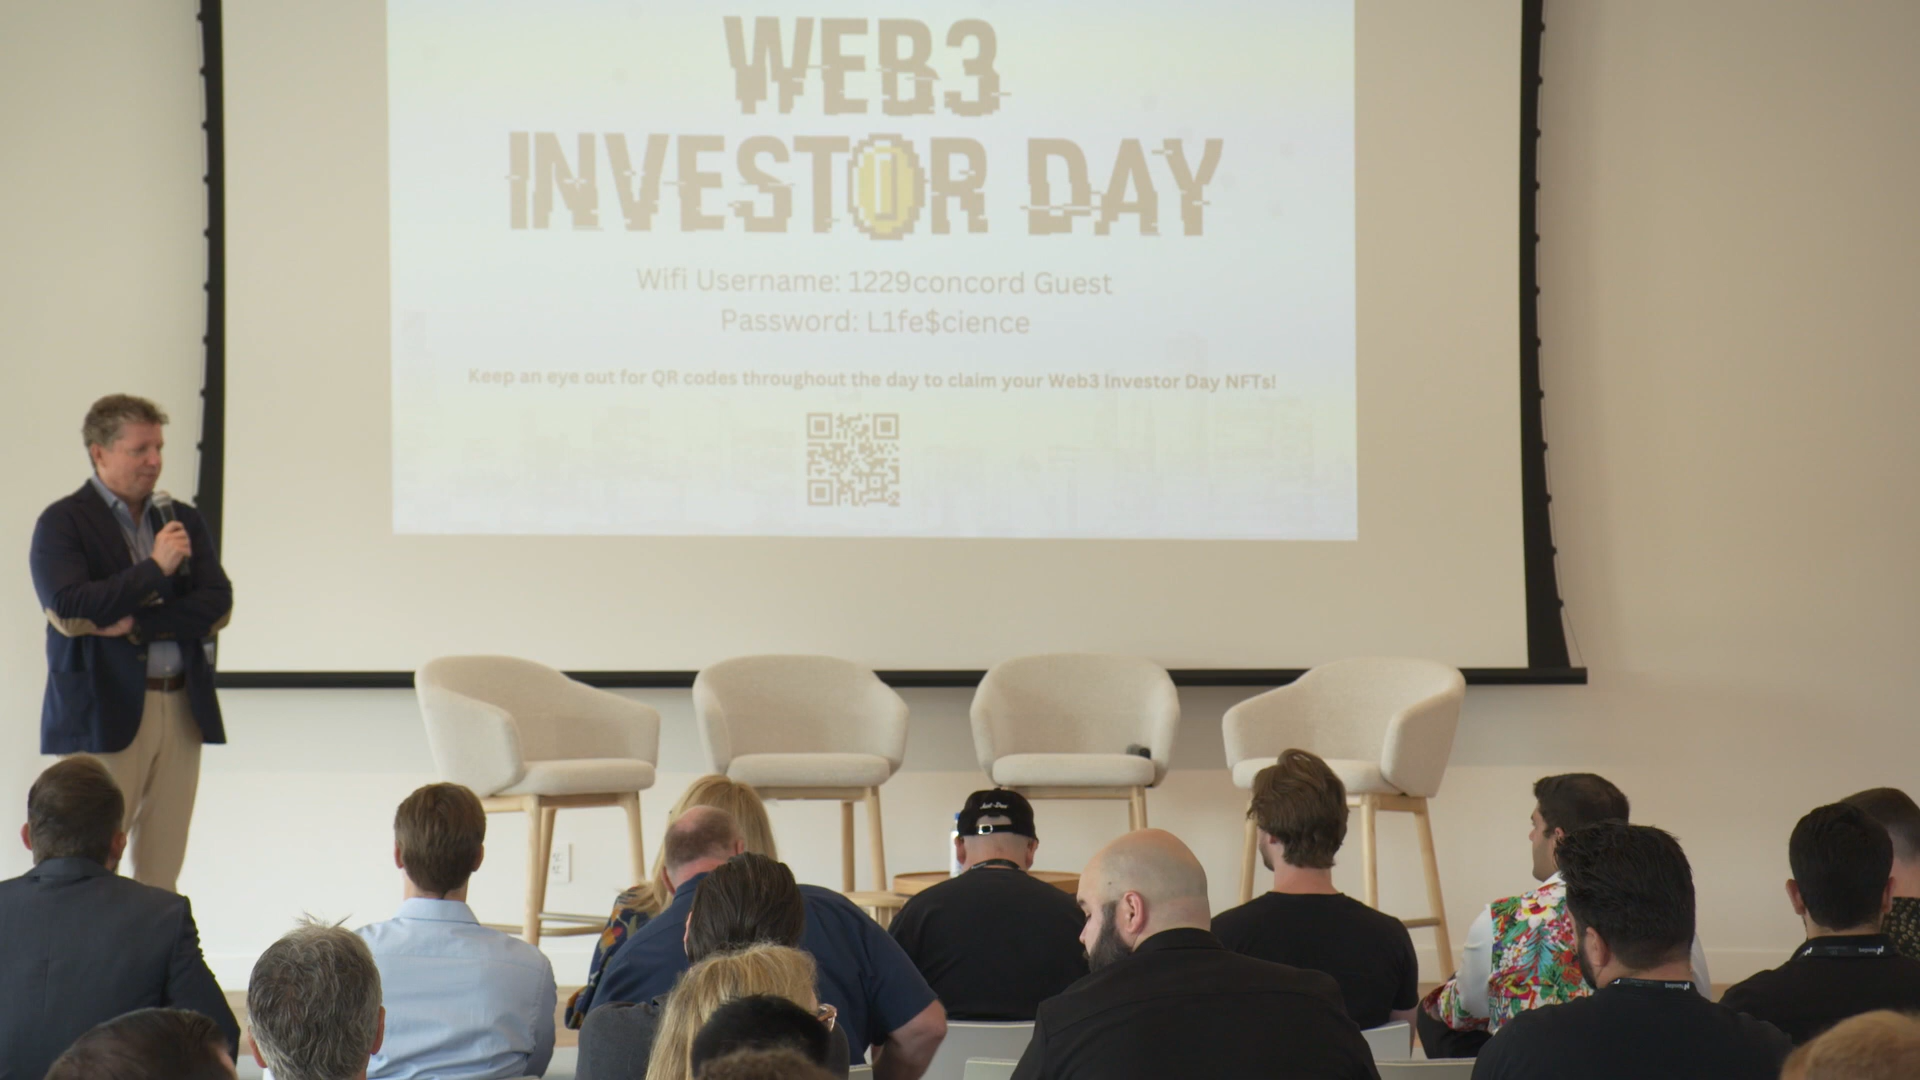 WEB3
INVESTOR DAY
Wifi Username: 1229concord Guest
Password: L1fe$cience
Keep an eye out for QR codes throughout the day to claim your Web3 Investor Day NFTs!